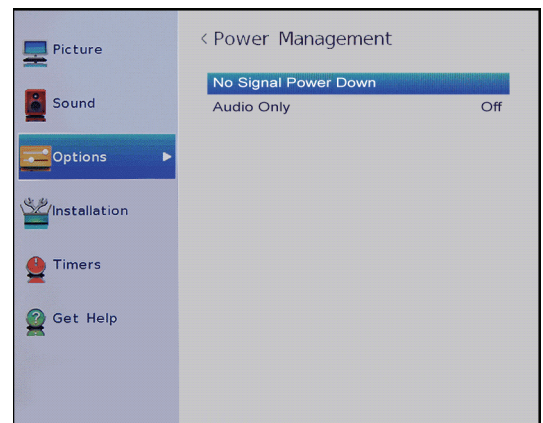 Picture
Sound
Options
Installation
Timers
Get Help
< Power Management
No Signal Power Down
Audio Only Off